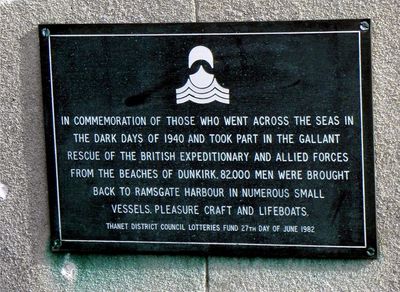 IN COMMEMORATION OF THOSE WHO WENT ACROSS THE SEAS IN
THE DARK DAYS OF 1940 AND TOOK PART IN THE GALLANT
RESCUE OF THE BRITISH EXPEDITIONARY AND ALLIED FORCES
FROM THE BEACHES OF DUNKIRK. 82,000 MEN WERE BROUGHT
BACK TO RAMSGATE HARBOUR IN NUMEROUS SMALL
VESSELS, PLEASURE CRAFT AND LIFEBOATS.
THANET DISTRICT COUNCIL LOTTERIES FUND 27TH DAY OF JUNE 1982